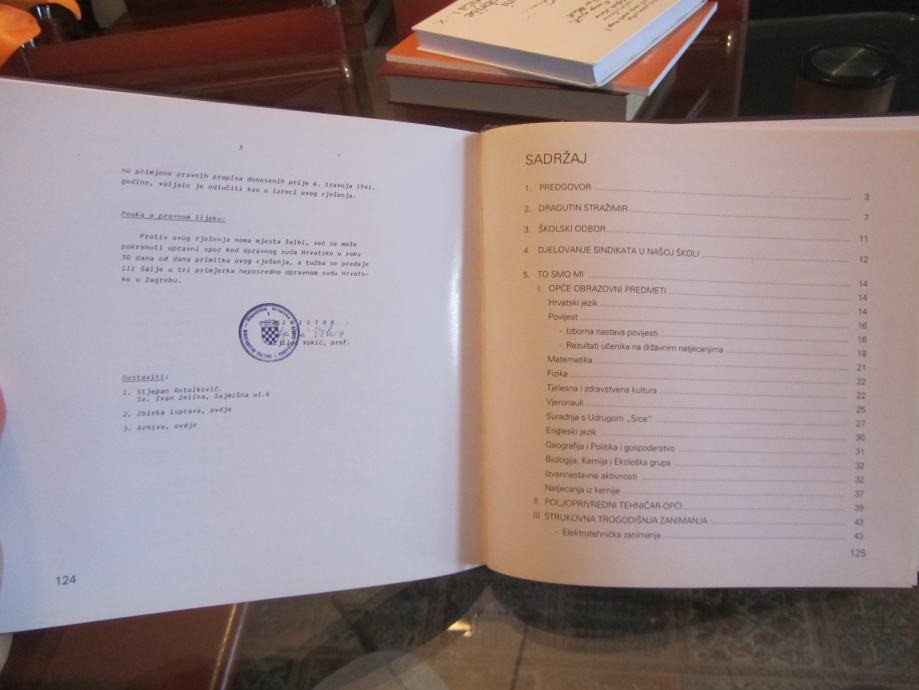 3
nu primjene pravnih propisa donesenih prije 6. travnja 1941.
godine, valjalo je odlučiti kao u izreci ovog rješenja.
Pouka o pravnom lijeku:
Protiv ovog rješenja nema mjesta žalbi, već se može
pokrenuti upravni spor kod Upravnog suda Hrvatske u roku
30 dana od dana primitka ovog rješenja, a tužba se predaje
ili šalje u tri primjerka neposredno Upravnom sudu Hrvats-
ke u Zagrebu.
MINISTAR
Vokić, prof.
Dostaviti:
1. Stjepan Antolković,
Sv. Ivan Zelina, Sajmišna ul.6
2. Zbirka isprava, ovdje
3. Arhiva, ovdje
124
SADRŽAJ
1. PREDGOVOR 3
2. DRAGUTIN STRAŽIMIR 7
3. ŠKOLSKI ODBOR 11
4. DJELOVANJE SINDIKATA U NAŠOJ ŠKOLI 12
5. TO SMO MI 14
I. OPĆE OBRAZOVNI PREDMETI 14
Hrvatski jezik 14
Povijest 16
- Izborna nastava povijesti 16
- Rezultati učenika na državnim natjecanjima 18
Matematika 21
Fizika 22
Tjelesna i zdravstvena kultura 22
Vjeronauk 25
Suradnja s Udrugom „Srce" 27
Engleski jezik 30
Geografija i Politika i gospodarstvo 31
Biologija, Kemija i Ekološka grupa 32
Izvannastavne aktivnosti 32
Natjecanja iz kemije 37
II. POLJOPRIVREDNI TEHNIČAR-OPĆI 39
III. STRUKOVNA TROGODIŠNJA ZANIMANJA 43
- Elektrotehnička zanimanja 43
125